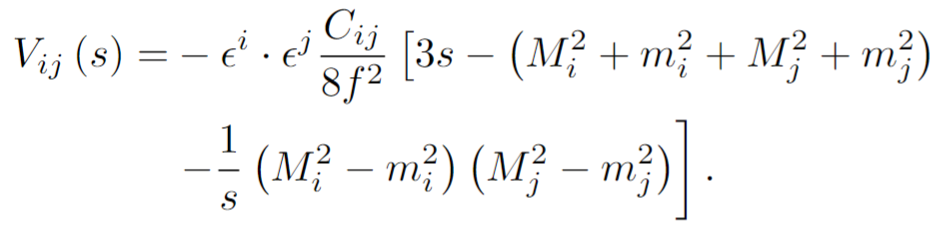 V_{ij}(s) = - \epsilon^i \cdot \epsilon^j \frac{C_{ij}}{8f^2} \left[ 3s - \left( M_i^2 + m_i^2 + M_j^2 + m_j^2 \right) \right.
\left. - \frac{1}{s} \left( M_i^2 - m_i^2 \right) \left( M_j^2 - m_j^2 \right) \right] .